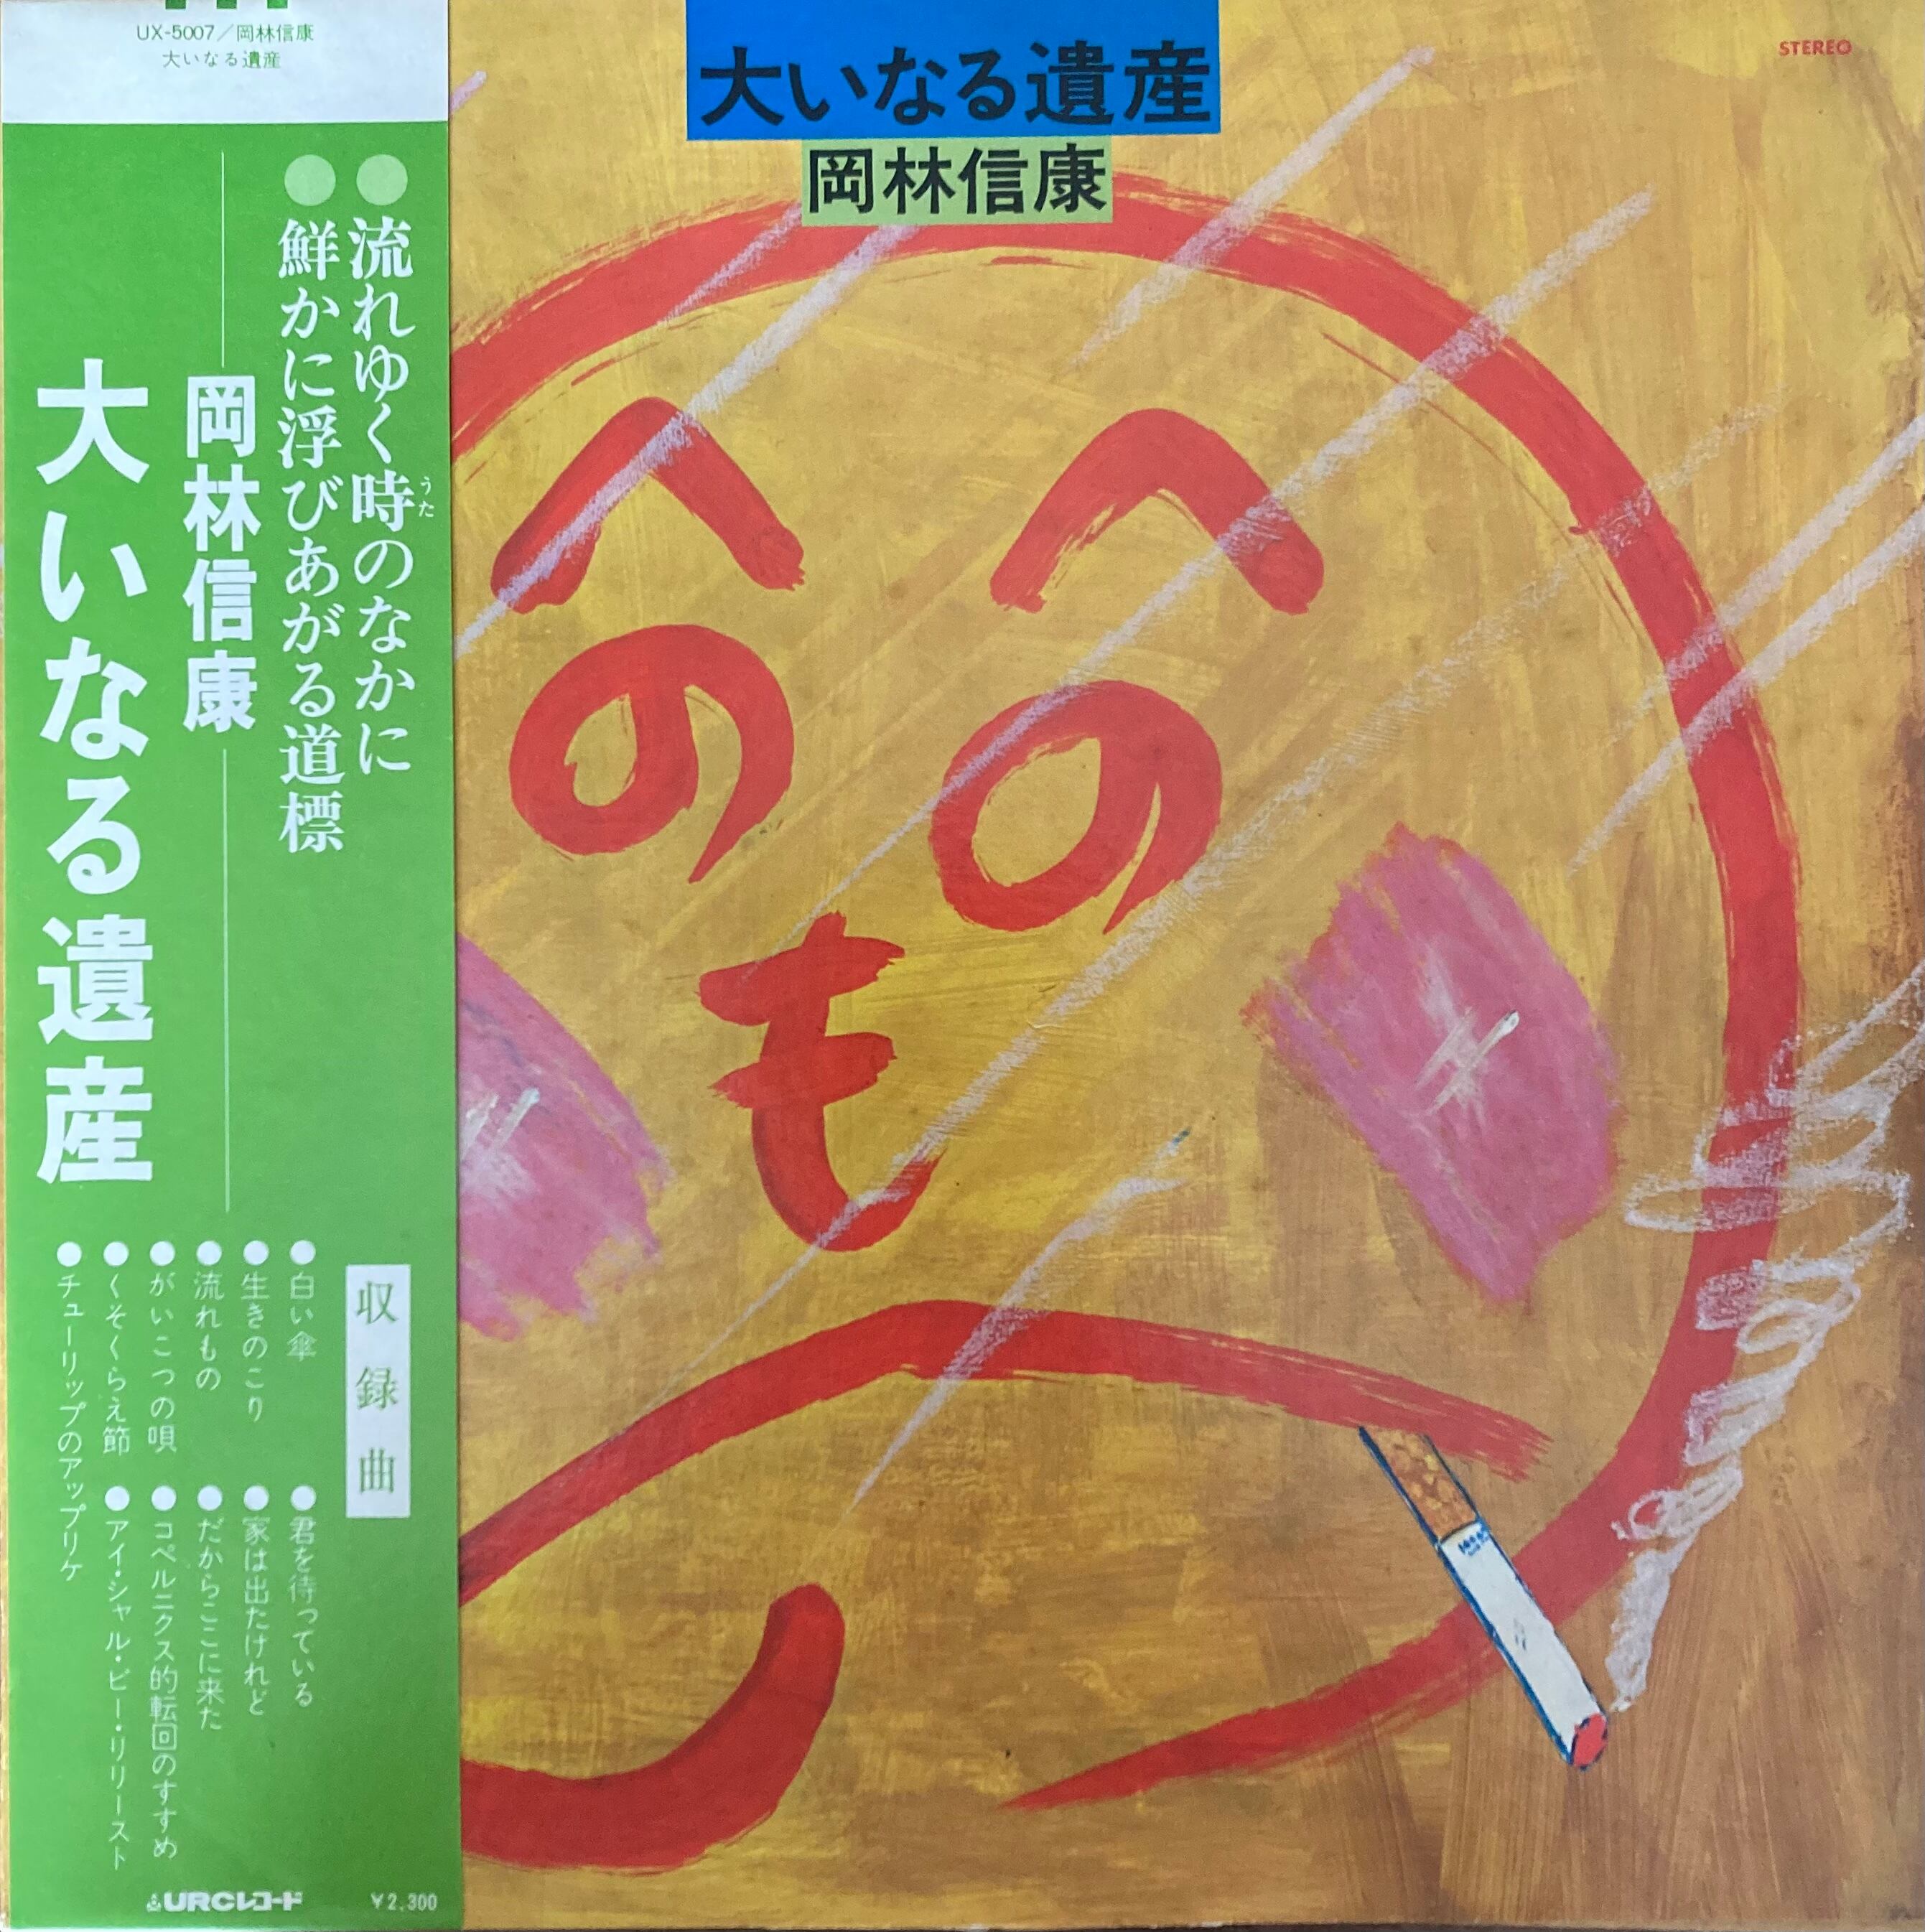 UX-5007/岡林信康
大いなる遺産
大いなる遺産
岡林信康
STEREO
●流れゆく時のなかに
うた
●鮮かに浮びあがる道標
岡林信康
大いなる遺産
収録曲
●白い傘
●生きのこり
●流れもの
●がいこつの唄
●くそくらえ節
●チューリップのアップリケ
●君を待っている
●家は出たけれど
●だからここに来た
●コペルニクス的転回のすすめ
●アイ・シャル・ビー・リリースト
URCレコード
¥2,300
へ へ
の の
も
へ
じ